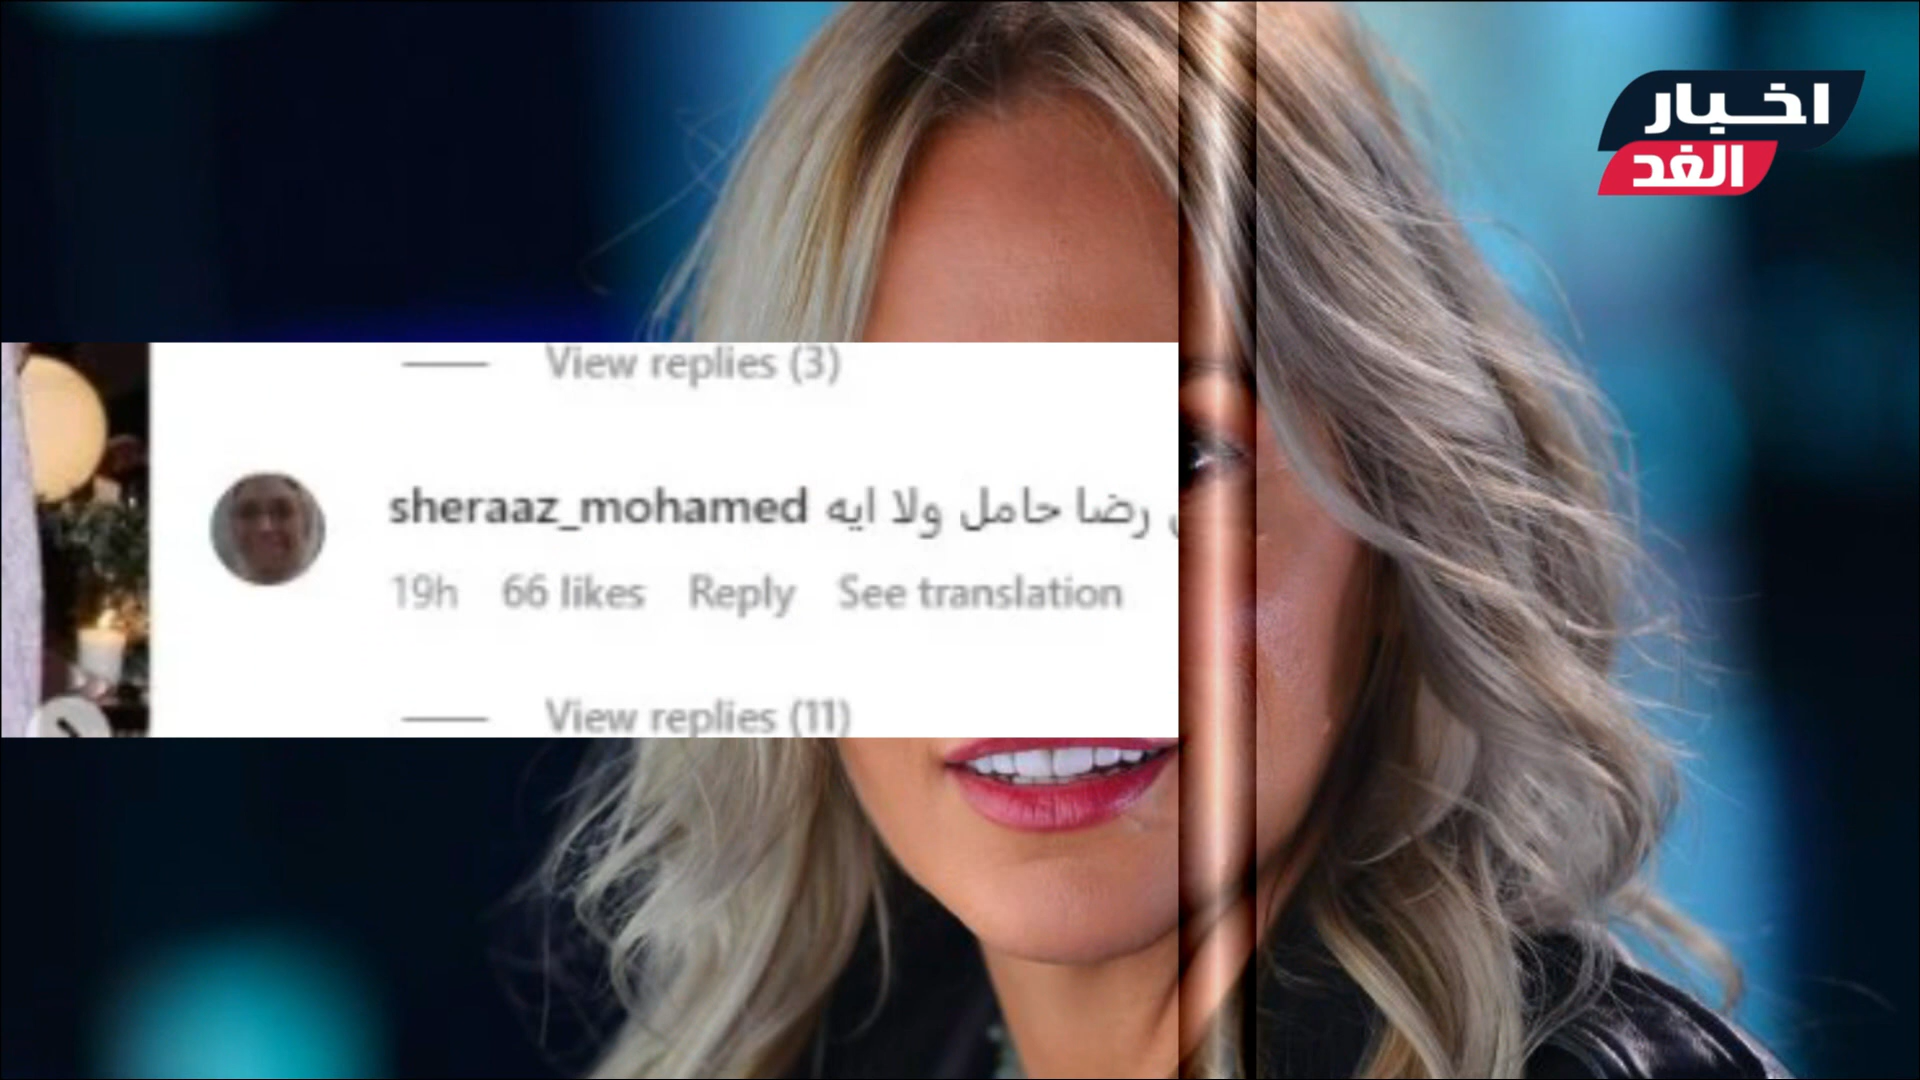 اخبار
الغد
View replies (3)
sheraaz_mohamed رضا حامل ولا ايه
19h 66 likes Reply See translation
View replies (11)